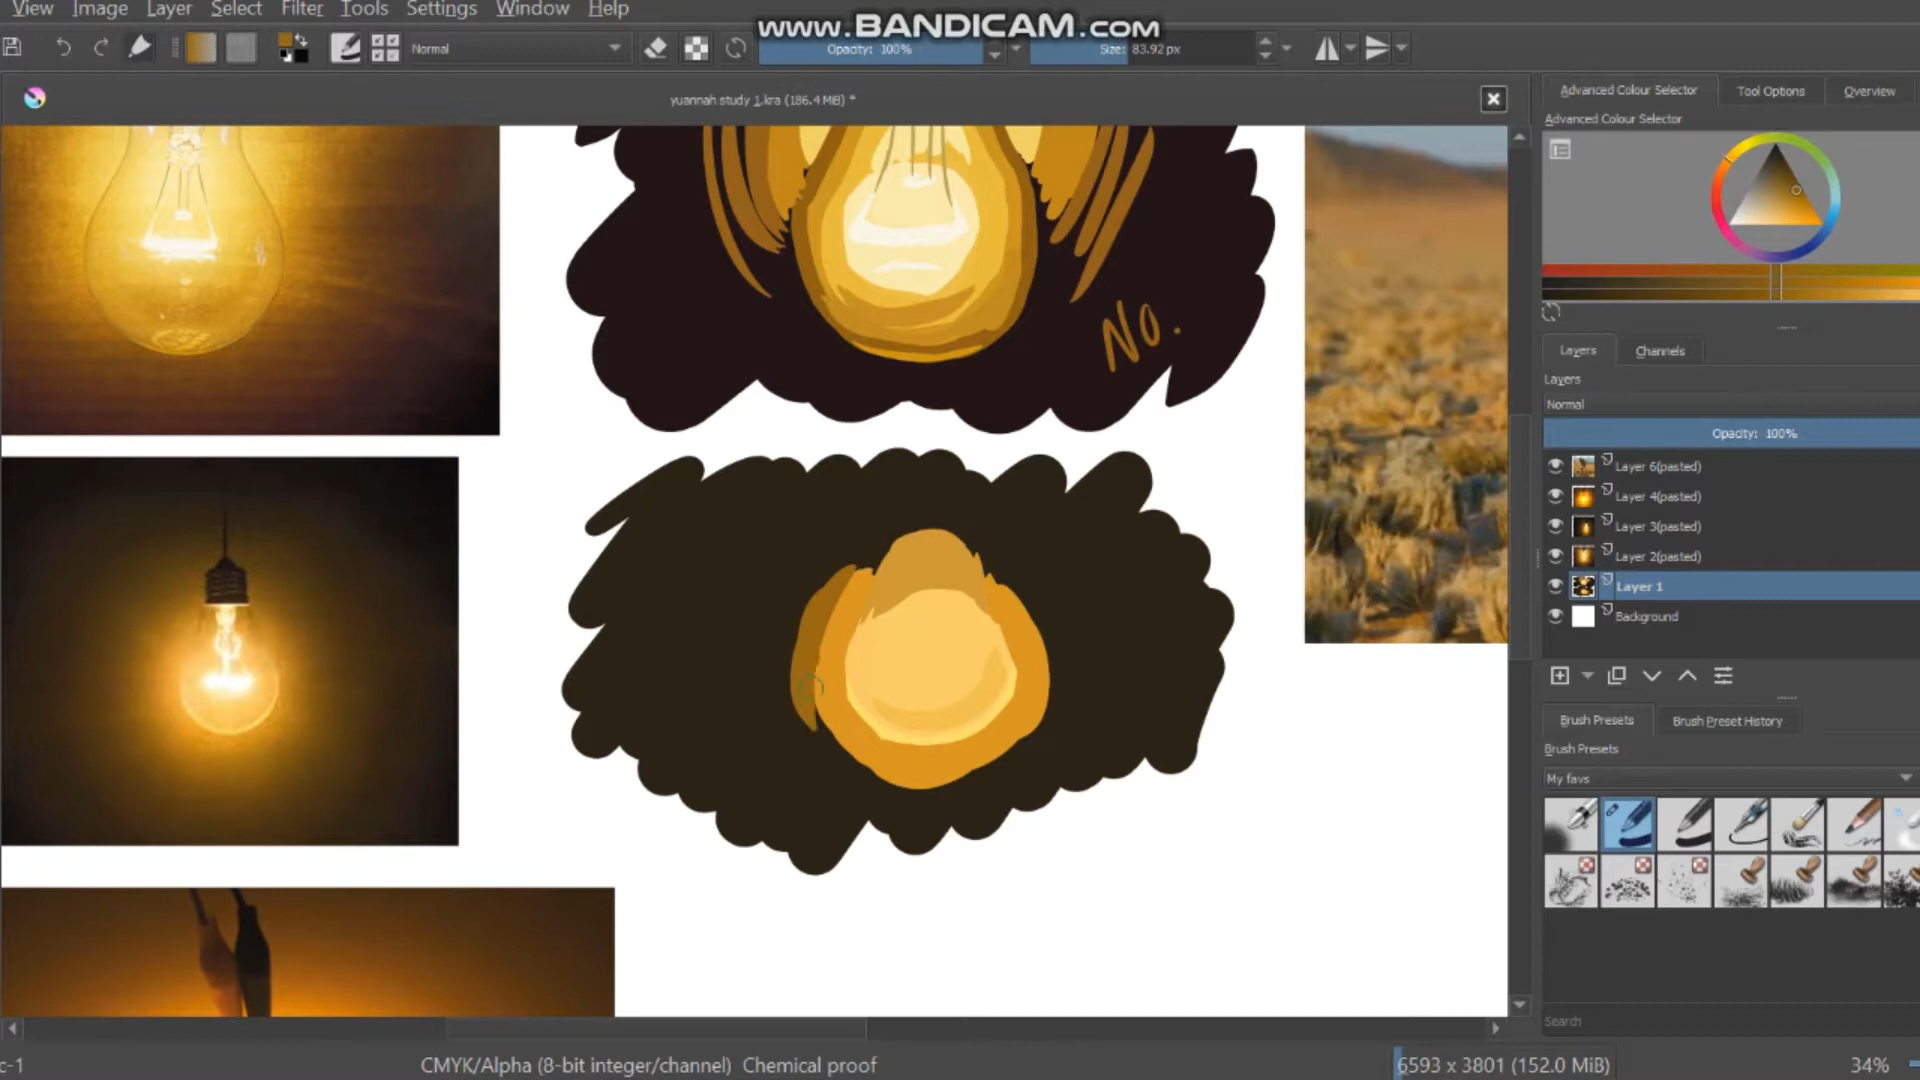 www.BANDICAM.com
View Image Layer Select Filter Tools Settings Window Help
Normal
Opacity: 100%
Size: 83.92 px
yuannah study 1.kra (186.4 MiB) *
Advanced Colour Selector
Tool Options
Overview
Advanced Colour Selector
No.
Layers
Channels
Layers
Normal
Opacity: 100%
Layer 6(pasted)
Layer 4(pasted)
Layer 3(pasted)
Layer 2(pasted)
Layer 1
Background
Brush Presets
Brush Preset History
Brush Presets
My favs
Search
c-1
CMYK/Alpha (8-bit integer/channel) Chemical proof
6593 x 3801 (152.0 MiB)
34%